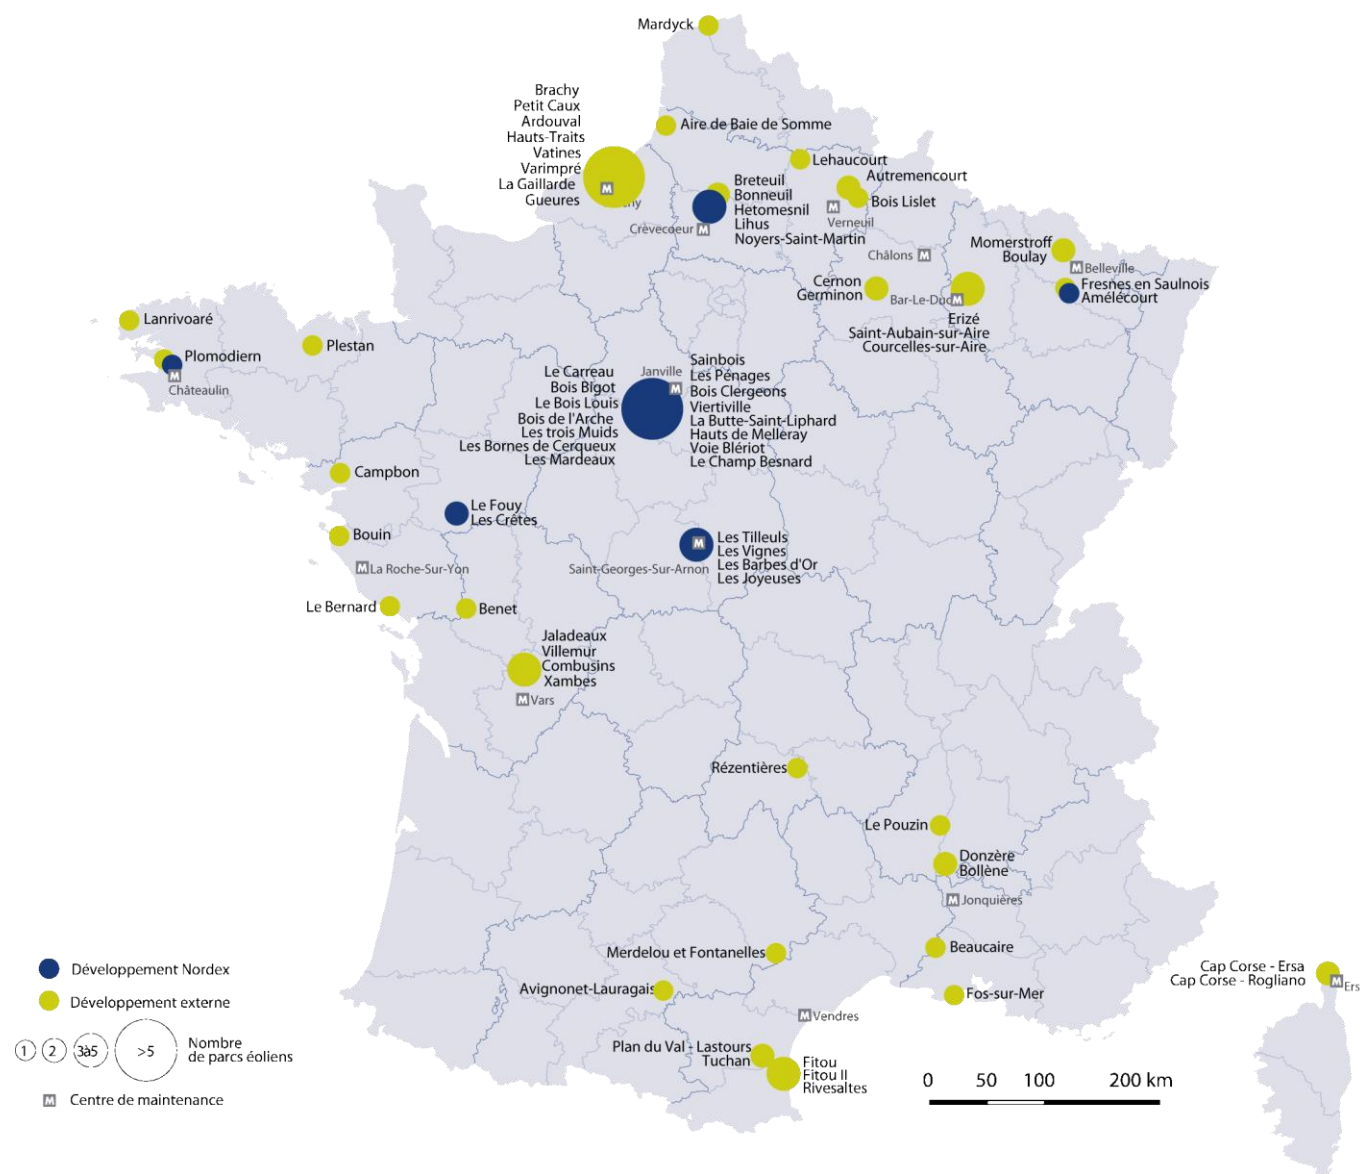 Mardyck
Brachy
Petit Caux
Ardouval
Hauts-Traits
Vatines
Varimpré
La Gaillarde
Gueures
M
Aire de Baie de Somme
Lehaucourt
Autremencourt
Bois Lislet
M
Verneuil
Breteuil
Bonneuil
Hetomesnil
Lihus
Noyers-Saint-Martin
Crèvecoeur M
Châlons M
Momerstroff
Boulay
M Belleville
Fresnes en Saulnois
Amélécourt
Cernon
Germinon
Bar-Le-Duc M
Erizé
Saint-Aubain-sur-Aire
Courcelles-sur-Aire
Lanrivoaré
Plestan
Plomodiern
M
Châteaulin
Le Carreau
Bois Bigot
Le Bois Louis
Bois de l'Arche
Les trois Muids
Les Bornes de Cerqueux
Les Mardeaux
Janville
M
Sainbois
Les Pénages
Bois Clergeons
Viertiville
La Butte-Saint-Liphard
Hauts de Melleray
Voie Blériot
Le Champ Besnard
Campbon
Le Fouy
Les Crêtes
Bouin
M La Roche-Sur-Yon
M
Saint-Georges-Sur-Arnon
Les Tilleuls
Les Vignes
Les Barbes d'Or
Les Joyeuses
Le Bernard
Benet
Jaladeaux
Villemur
Combusins
Xambes
M Vars
Rézentières
Le Pouzin
Donzère
Bollène
M Jonquières
Merdelou et Fontanelles
Beaucaire
Avignonet-Lauragais
Fos-sur-Mer
M Vendres
Plan du Val - Lastours
Tuchan
Fitou
Fitou II
Rivesaltes
Cap Corse - Ersa
Cap Corse - Rogliano
M Ers
Développement Nordex
Développement externe
1 2 3à5 >5
Nombre
de parcs éoliens
M Centre de maintenance
0 50 100 200 km